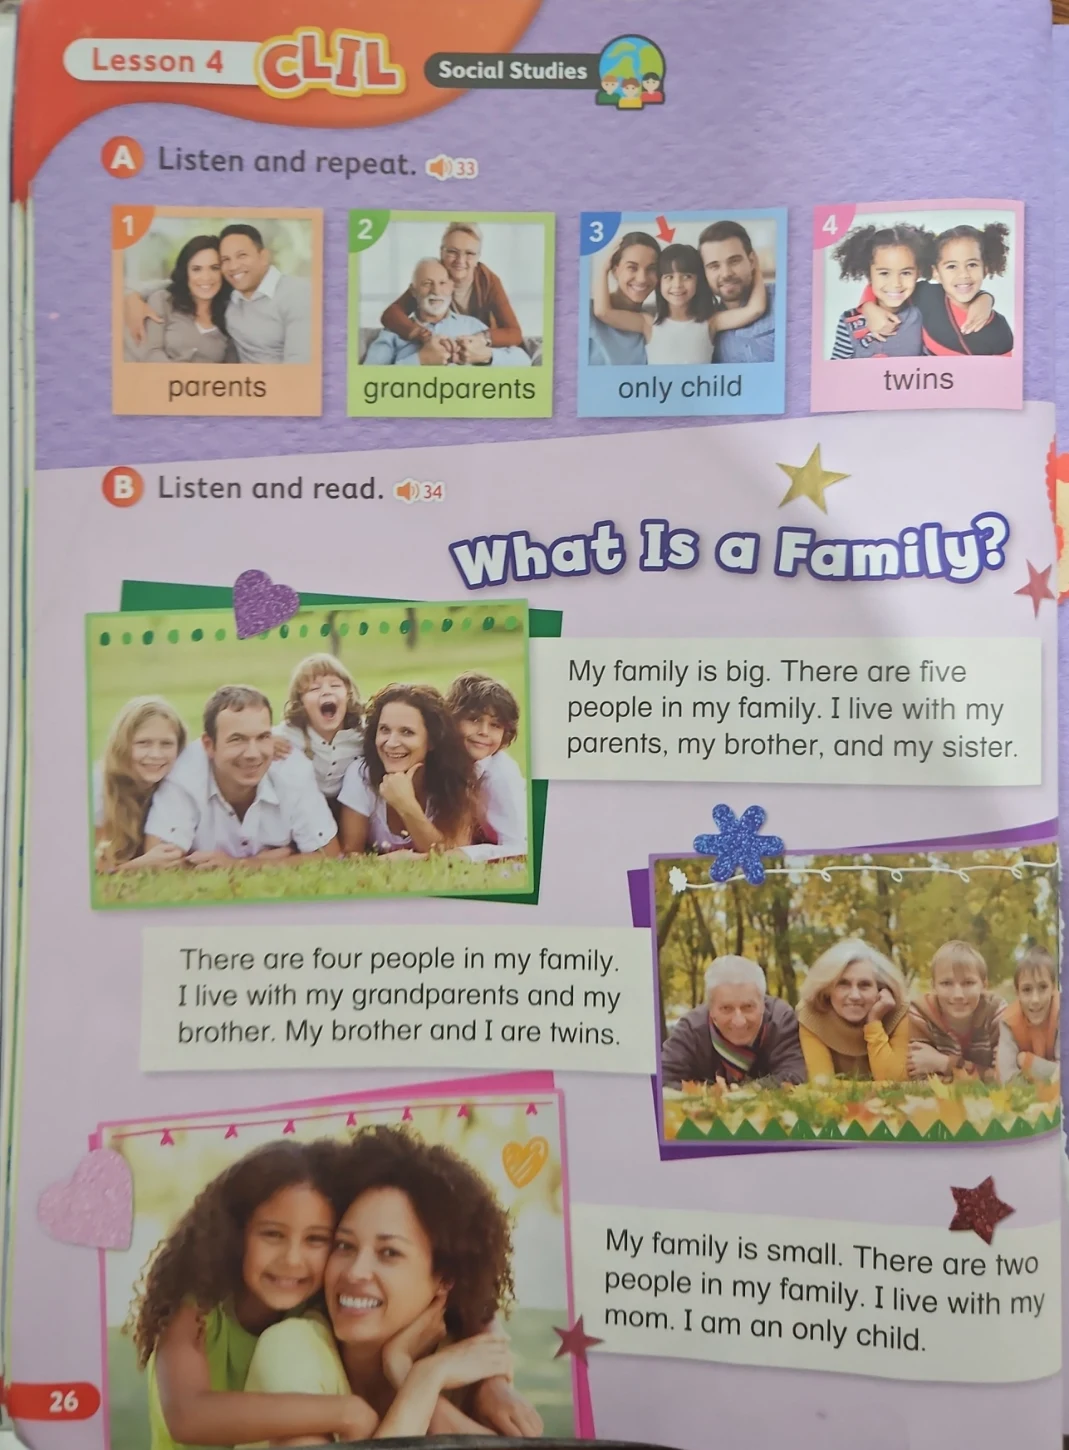 Lesson 4 CLIL Social Studies
A Listen and repeat. 33
1
parents
2
grandparents
3
only child
4
twins
B Listen and read. 34
What Is a Family?
My family is big. There are five
people in my family. I live with my
parents, my brother, and my sister.
There are four people in my family.
I live with my grandparents and my
brother. My brother and I are twins.
My family is small. There are two
people in my family. I live with my
mom. I am an only child.
26